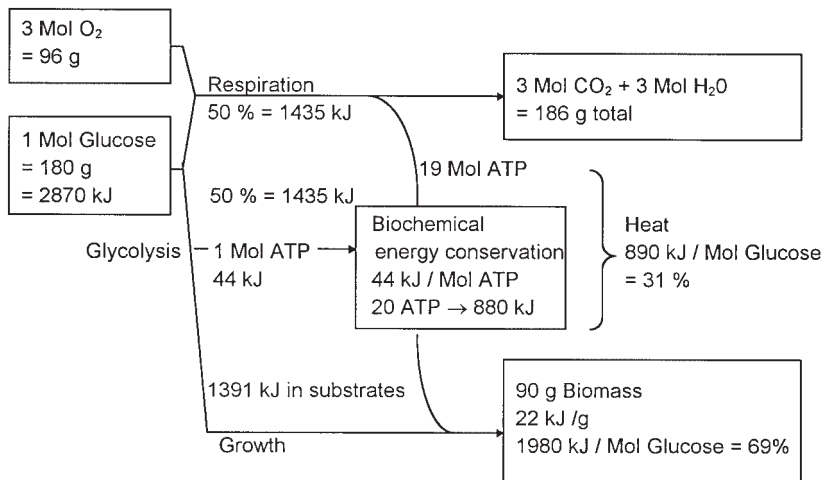 3 Mol O₂
= 96 g
1 Mol Glucose
= 180 g
= 2870 kJ
Respiration
50 % = 1435 kJ
3 Mol CO₂ + 3 Mol H₂0
= 186 g total
19 Mol ATP
50 % = 1435 kJ
Glycolysis
1 Mol ATP
44 kJ
Biochemical
energy conservation
44 kJ / Mol ATP
20 ATP → 880 kJ
Heat
890 kJ / Mol Glucose
= 31 %
1391 kJ in substrates
Growth
90 g Biomass
22 kJ /g
1980 kJ / Mol Glucose = 69%